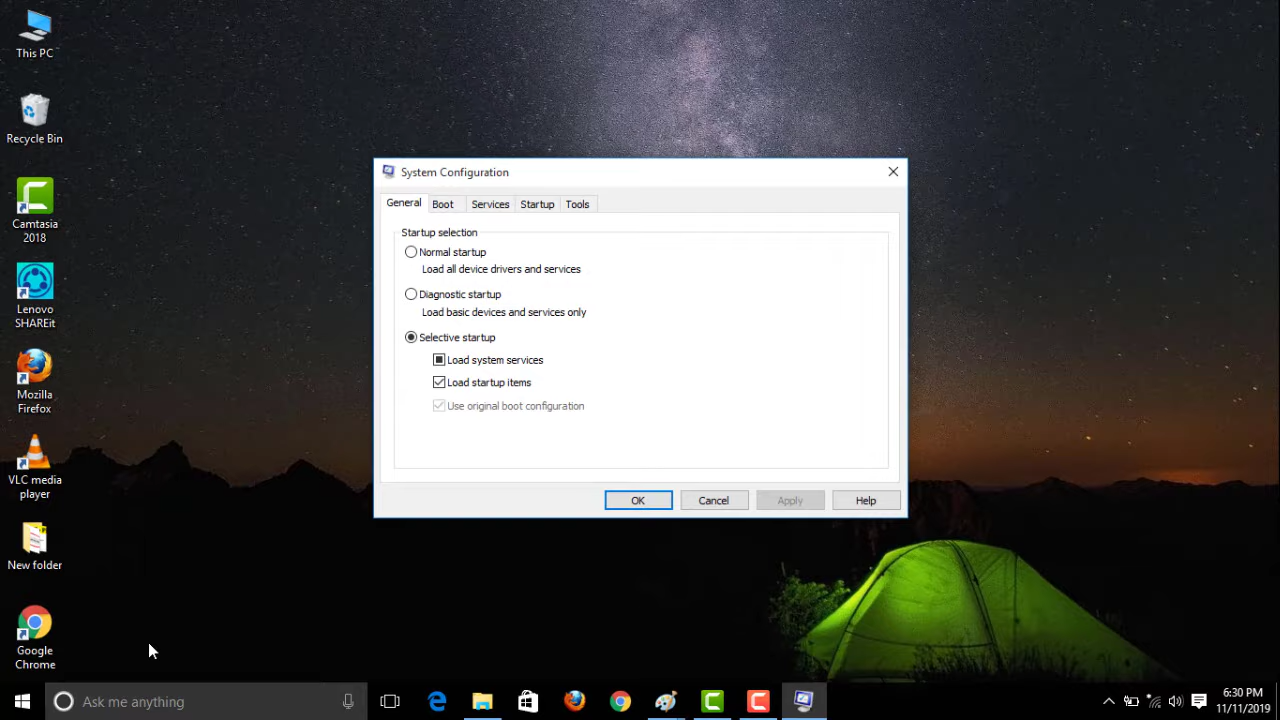 This PC
Recycle Bin
Camtasia
2018
Lenovo
SHAREit
Mozilla
Firefox
VLC media
player
New folder
Google
Chrome
System Configuration
General Boot Services Startup Tools
Startup selection
Normal startup
Load all device drivers and services
Diagnostic startup
Load basic devices and services only
Selective startup
Load system services
Load startup items
Use original boot configuration
OK Cancel Apply Help
Ask me anything
6:30 PM
11/11/2019